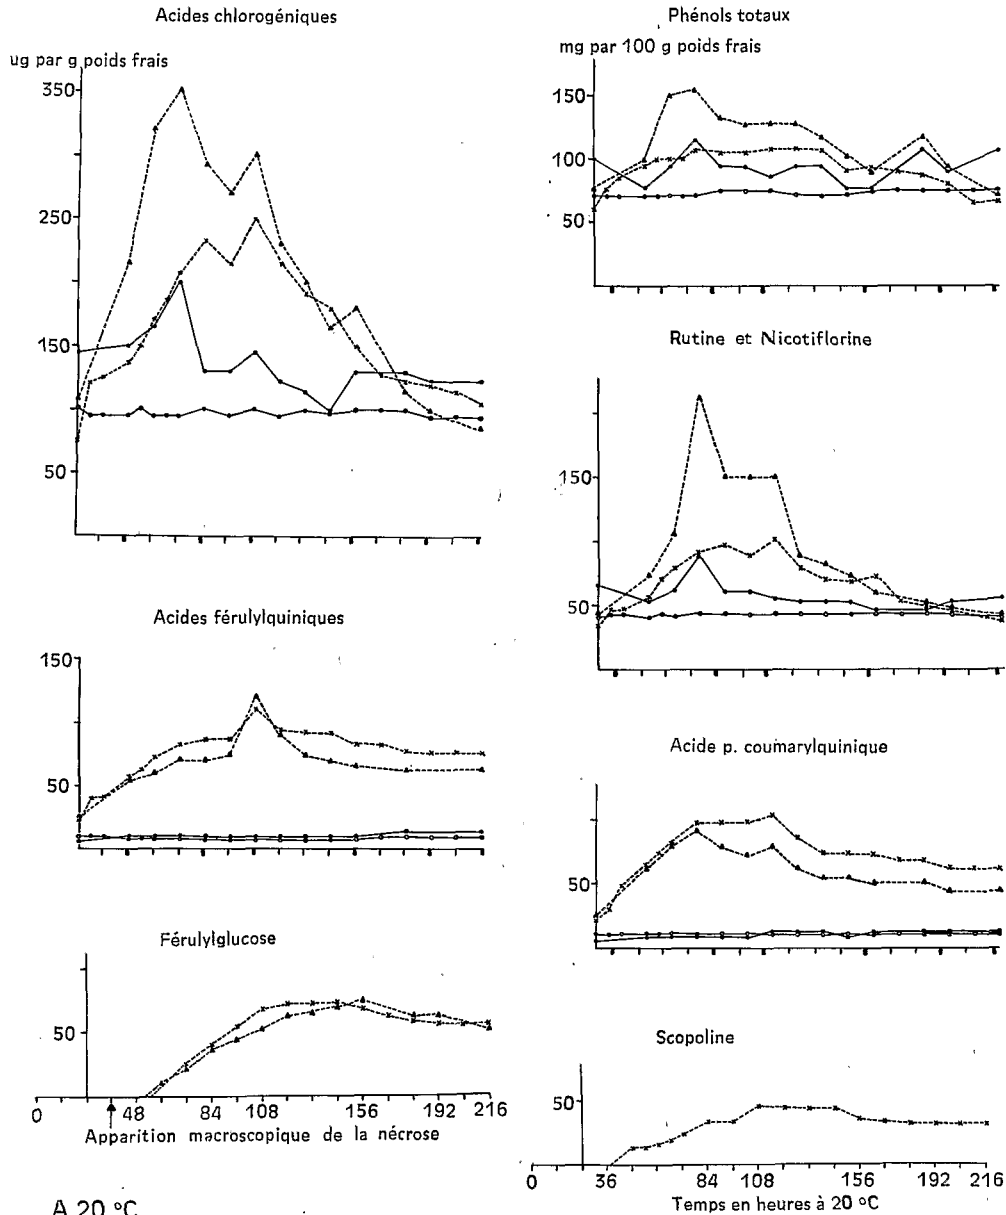 Acides chlorogéniques
ug par g poids frais
350
250
150
50
Phénols totaux
mg par 100 g poids frais
150
100
50
Rutine et Nicotiflorine
150
50
Acides férulylquiniques
150
50
Acide p. coumarylquinique
50
Férulylglucose
50
0 48 84 108 156 192 216
Apparition macroscopique de la nécrose
Scopoline
50
0 36 84 108 156 192 216
Temps en heures à 20 °C
A 20 °C